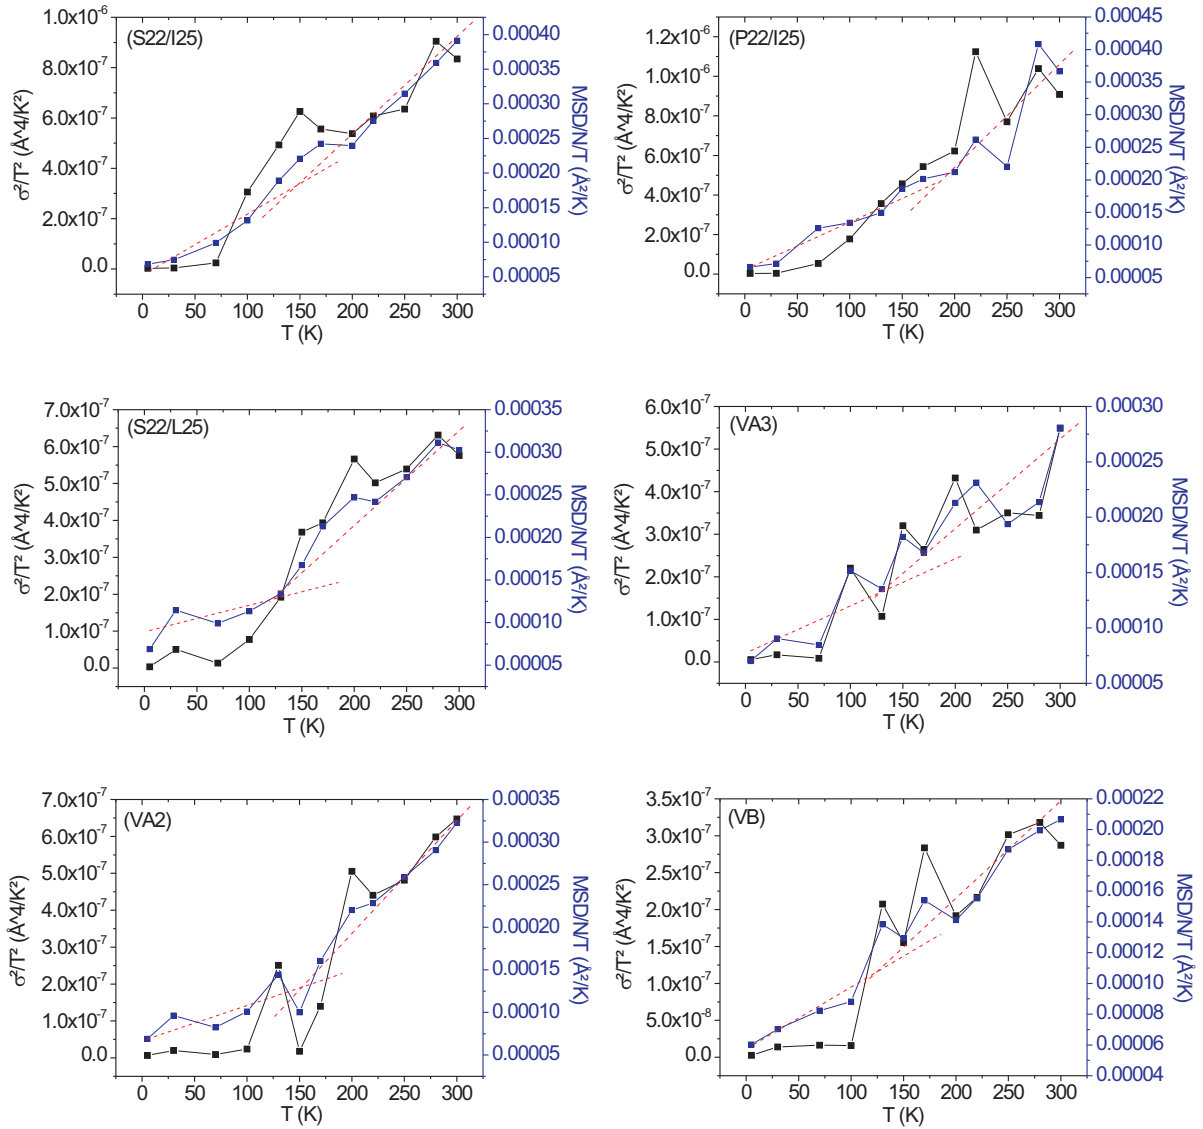 (S22/I25)
1.0x10⁻⁶
8.0x10⁻⁷
6.0x10⁻⁷
4.0x10⁻⁷
2.0x10⁻⁷
0.0
σ²/T² (Å^4/K²)
0.00040
0.00035
0.00030
0.00025
0.00020
0.00015
0.00010
0.00005
MSD/N/T (Å²/K)
0 50 100 150 200 250 300
T (K)
(P22/I25)
1.2x10⁻⁶
1.0x10⁻⁶
8.0x10⁻⁷
6.0x10⁻⁷
4.0x10⁻⁷
2.0x10⁻⁷
0.0
σ²/T² (Å^4/K²)
0.00045
0.00040
0.00035
0.00030
0.00025
0.00020
0.00015
0.00010
0.00005
MSD/N/T (Å²/K)
0 50 100 150 200 250 300
T (K)
(S22/L25)
7.0x10⁻⁷
6.0x10⁻⁷
5.0x10⁻⁷
4.0x10⁻⁷
3.0x10⁻⁷
2.0x10⁻⁷
1.0x10⁻⁷
0.0
σ²/T² (Å^4/K²)
0.00035
0.00030
0.00025
0.00020
0.00015
0.00010
0.00005
MSD/N/T (Å²/K)
0 50 100 150 200 250 300
T (K)
(VA3)
6.0x10⁻⁷
5.0x10⁻⁷
4.0x10⁻⁷
3.0x10⁻⁷
2.0x10⁻⁷
1.0x10⁻⁷
0.0
σ²/T² (Å^4/K²)
0.00030
0.00025
0.00020
0.00015
0.00010
0.00005
MSD/N/T (Å²/K)
0 50 100 150 200 250 300
T (K)
(VA2)
7.0x10⁻⁷
6.0x10⁻⁷
5.0x10⁻⁷
4.0x10⁻⁷
3.0x10⁻⁷
2.0x10⁻⁷
1.0x10⁻⁷
0.0
σ²/T² (Å^4/K²)
0.00035
0.00030
0.00025
0.00020
0.00015
0.00010
0.00005
MSD/N/T (Å²/K)
0 50 100 150 200 250 300
T (K)
(VB)
3.5x10⁻⁷
3.0x10⁻⁷
2.5x10⁻⁷
2.0x10⁻⁷
1.5x10⁻⁷
1.0x10⁻⁷
5.0x10⁻⁸
0.0
σ²/T² (Å^4/K²)
0.00022
0.00020
0.00018
0.00016
0.00014
0.00012
0.00010
0.00008
0.00006
0.00004
MSD/N/T (Å²/K)
0 50 100 150 200 250 300
T (K)